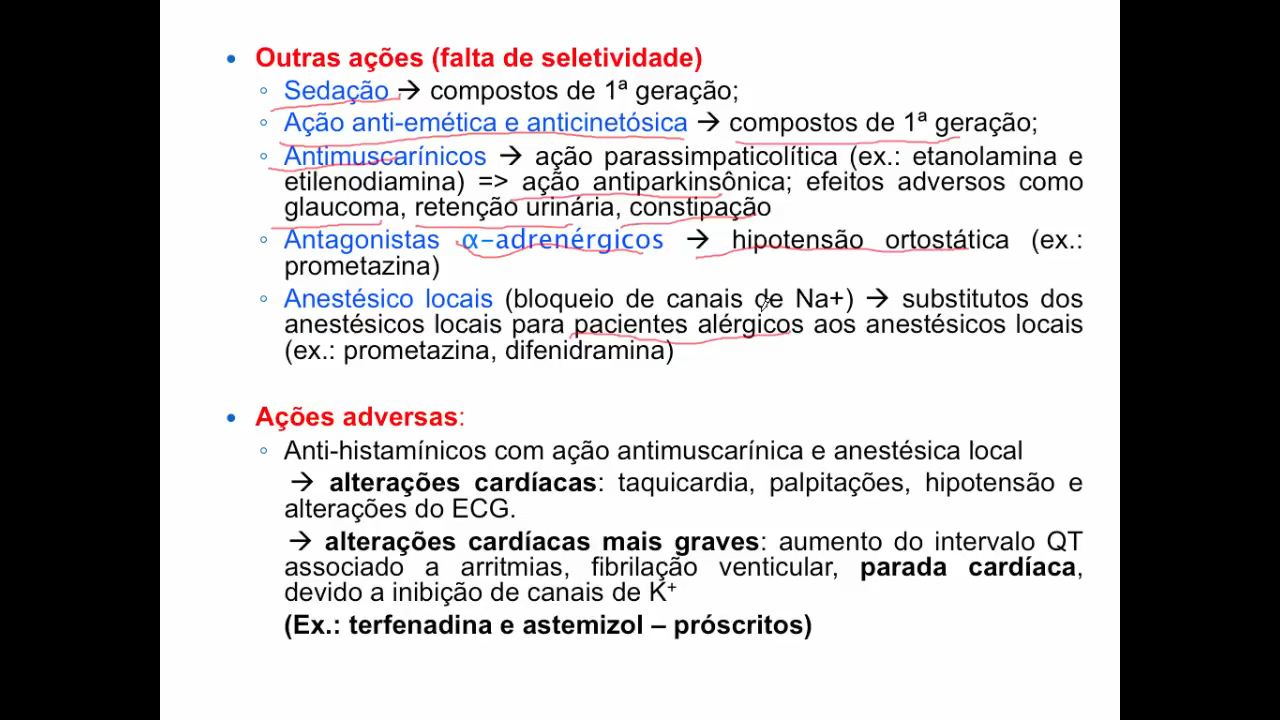 • Outras ações (falta de seletividade)
◦ Sedação → compostos de 1ª geração;
◦ Ação anti-emética e anticinetósica → compostos de 1ª geração;
◦ Antimuscarínicos → ação parassimpaticolítica (ex.: etanolamina e
etilenodiamina) => ação antiparkinsônica; efeitos adversos como
glaucoma, retenção urinária, constipação
◦ Antagonistas α-adrenérgicos → hipotensão ortostática (ex.:
prometazina)
◦ Anestésico locais (bloqueio de canais de Na+) → substitutos dos
anestésicos locais para pacientes alérgicos aos anestésicos locais
(ex.: prometazina, difenidramina)
• Ações adversas:
◦ Anti-histamínicos com ação antimuscarínica e anestésica local
→ alterações cardíacas: taquicardia, palpitações, hipotensão e
alterações do ECG.
→ alterações cardíacas mais graves: aumento do intervalo QT
associado a arritmias, fibrilação venticular, parada cardíaca,
devido a inibição de canais de K⁺
(Ex.: terfenadina e astemizol – próscritos)